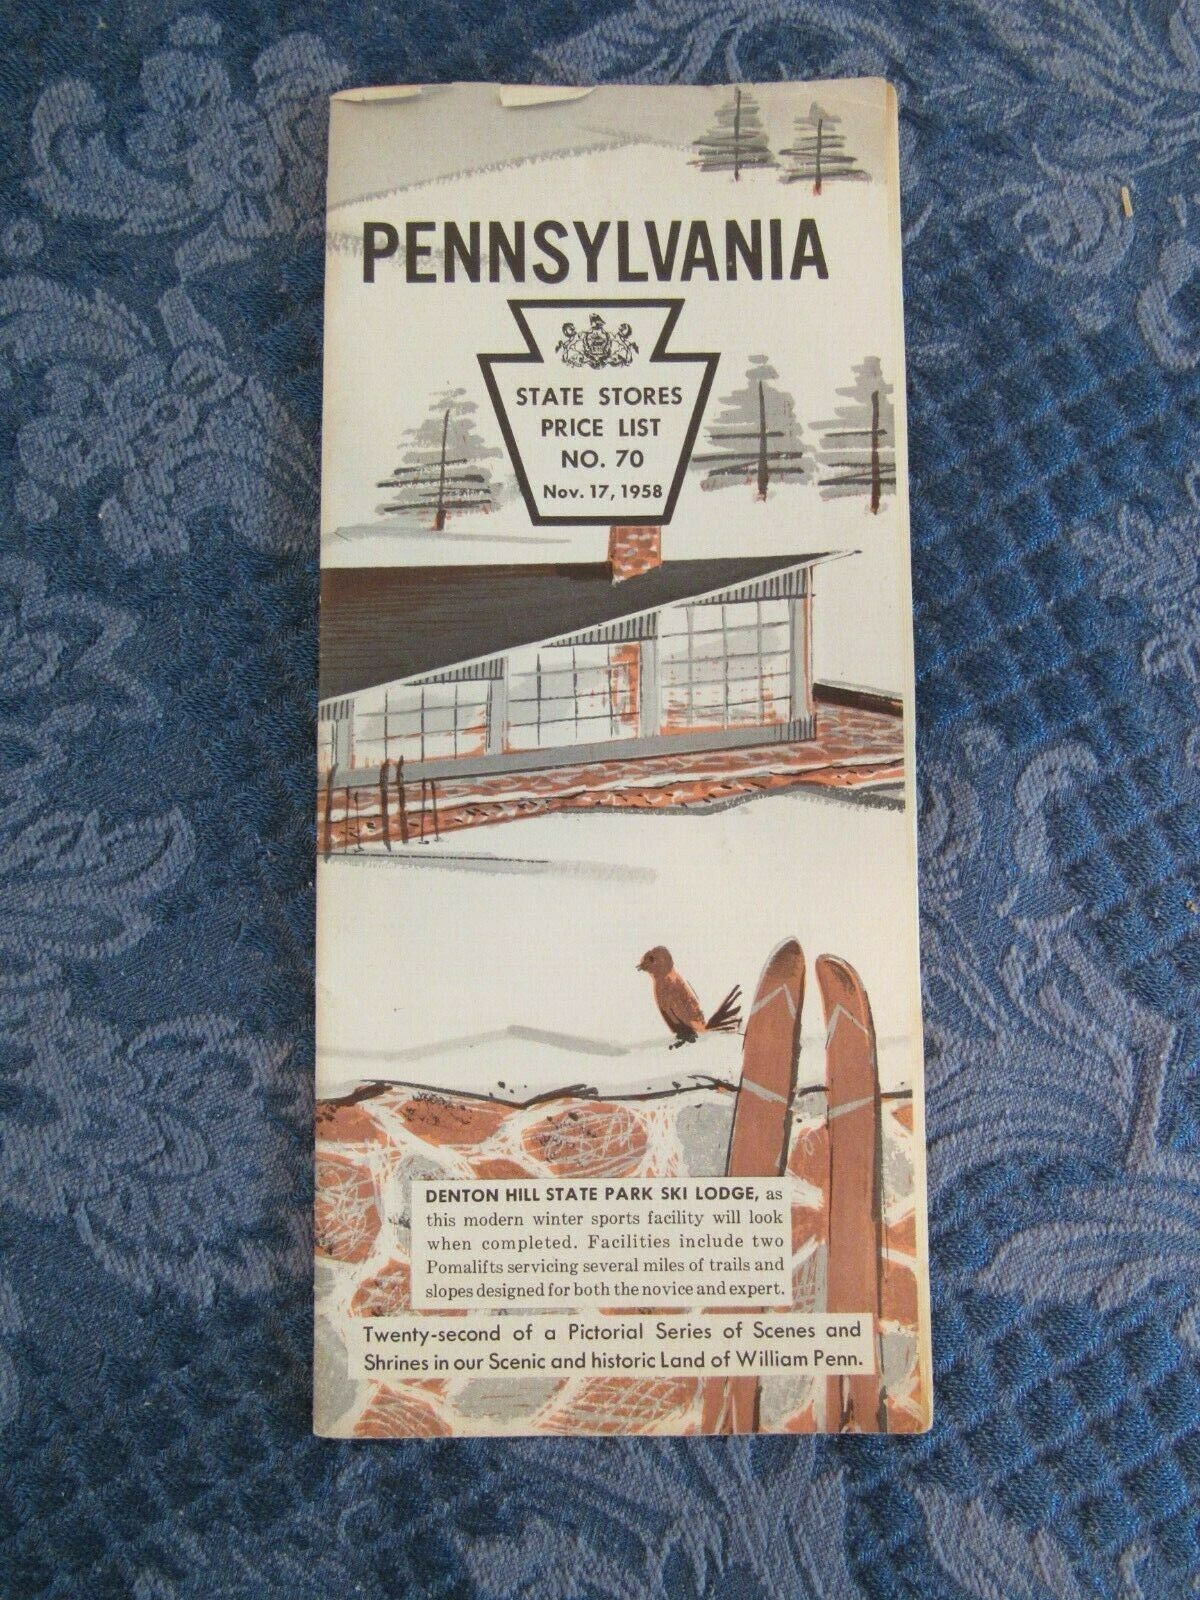 PENNSYLVANIA
STATE STORES
PRICE LIST
NO. 70
Nov. 17, 1958
DENTON HILL STATE PARK SKI LODGE, as
this modern winter sports facility will look
when completed. Facilities include two
Pomalifts servicing several miles of trails and
slopes designed for both the novice and expert.
Twenty-second of a Pictorial Series of Scenes and
Shrines in our Scenic and historic Land of William Penn.